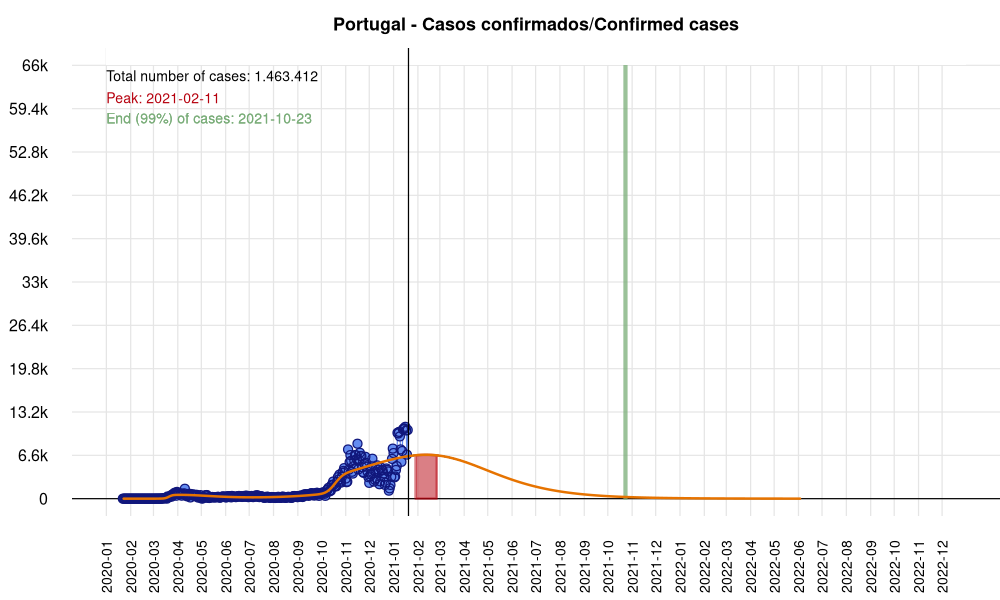 Portugal - Casos confirmados/Confirmed cases
Total number of cases: 1.463.412
Peak: 2021-02-11
End (99%) of cases: 2021-10-23
66k
59.4k
52.8k
46.2k
39.6k
33k
26.4k
19.8k
13.2k
6.6k
0
2020-01
2020-02
2020-03
2020-04
2020-05
2020-06
2020-07
2020-08
2020-09
2020-10
2020-11
2020-12
2021-01
2021-02
2021-03
2021-04
2021-05
2021-06
2021-07
2021-08
2021-09
2021-10
2021-11
2021-12
2022-01
2022-02
2022-03
2022-04
2022-05
2022-06
2022-07
2022-08
2022-09
2022-10
2022-11
2022-12